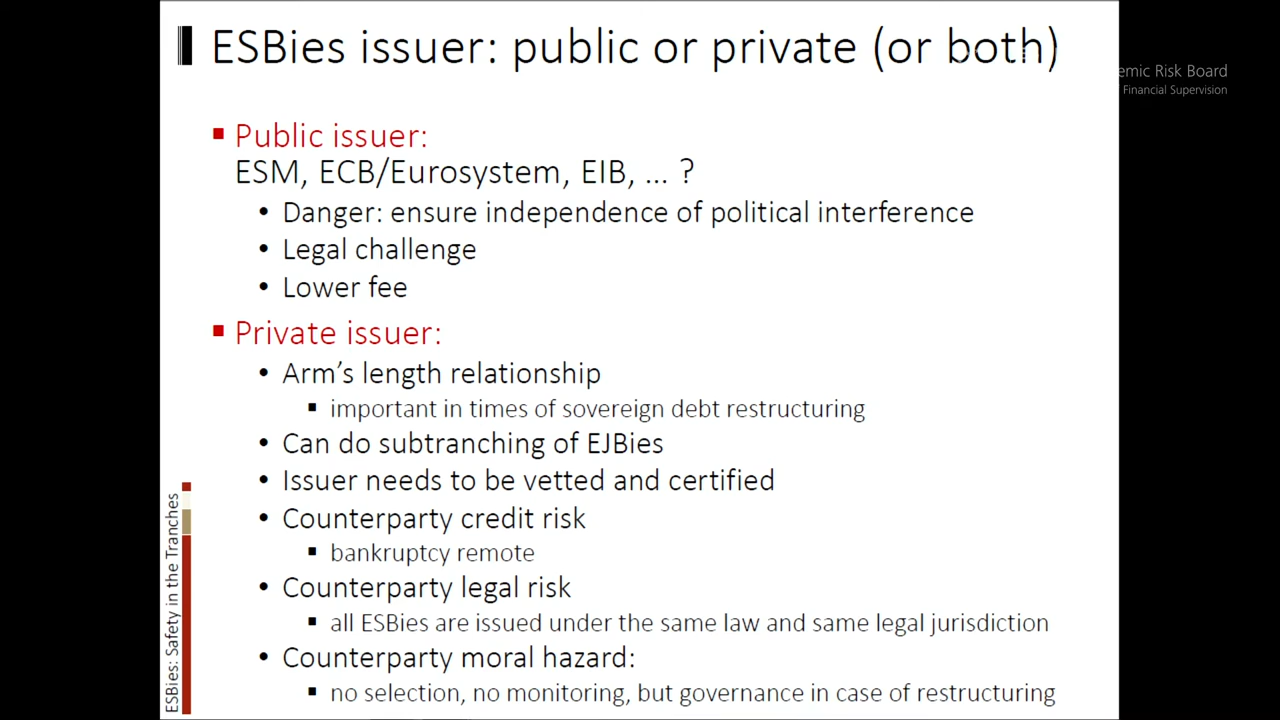 ESBies issuer: public or private (or both)
emic Risk Board
Financial Supervision
▪ Public issuer:
ESM, ECB/Eurosystem, EIB, ... ?
• Danger: ensure independence of political interference
• Legal challenge
• Lower fee
▪ Private issuer:
• Arm's length relationship
▪ important in times of sovereign debt restructuring
• Can do subtranching of EJBies
• Issuer needs to be vetted and certified
• Counterparty credit risk
▪ bankruptcy remote
• Counterparty legal risk
▪ all ESBies are issued under the same law and same legal jurisdiction
• Counterparty moral hazard:
▪ no selection, no monitoring, but governance in case of restructuring
ESBies: Safety in the Tranches